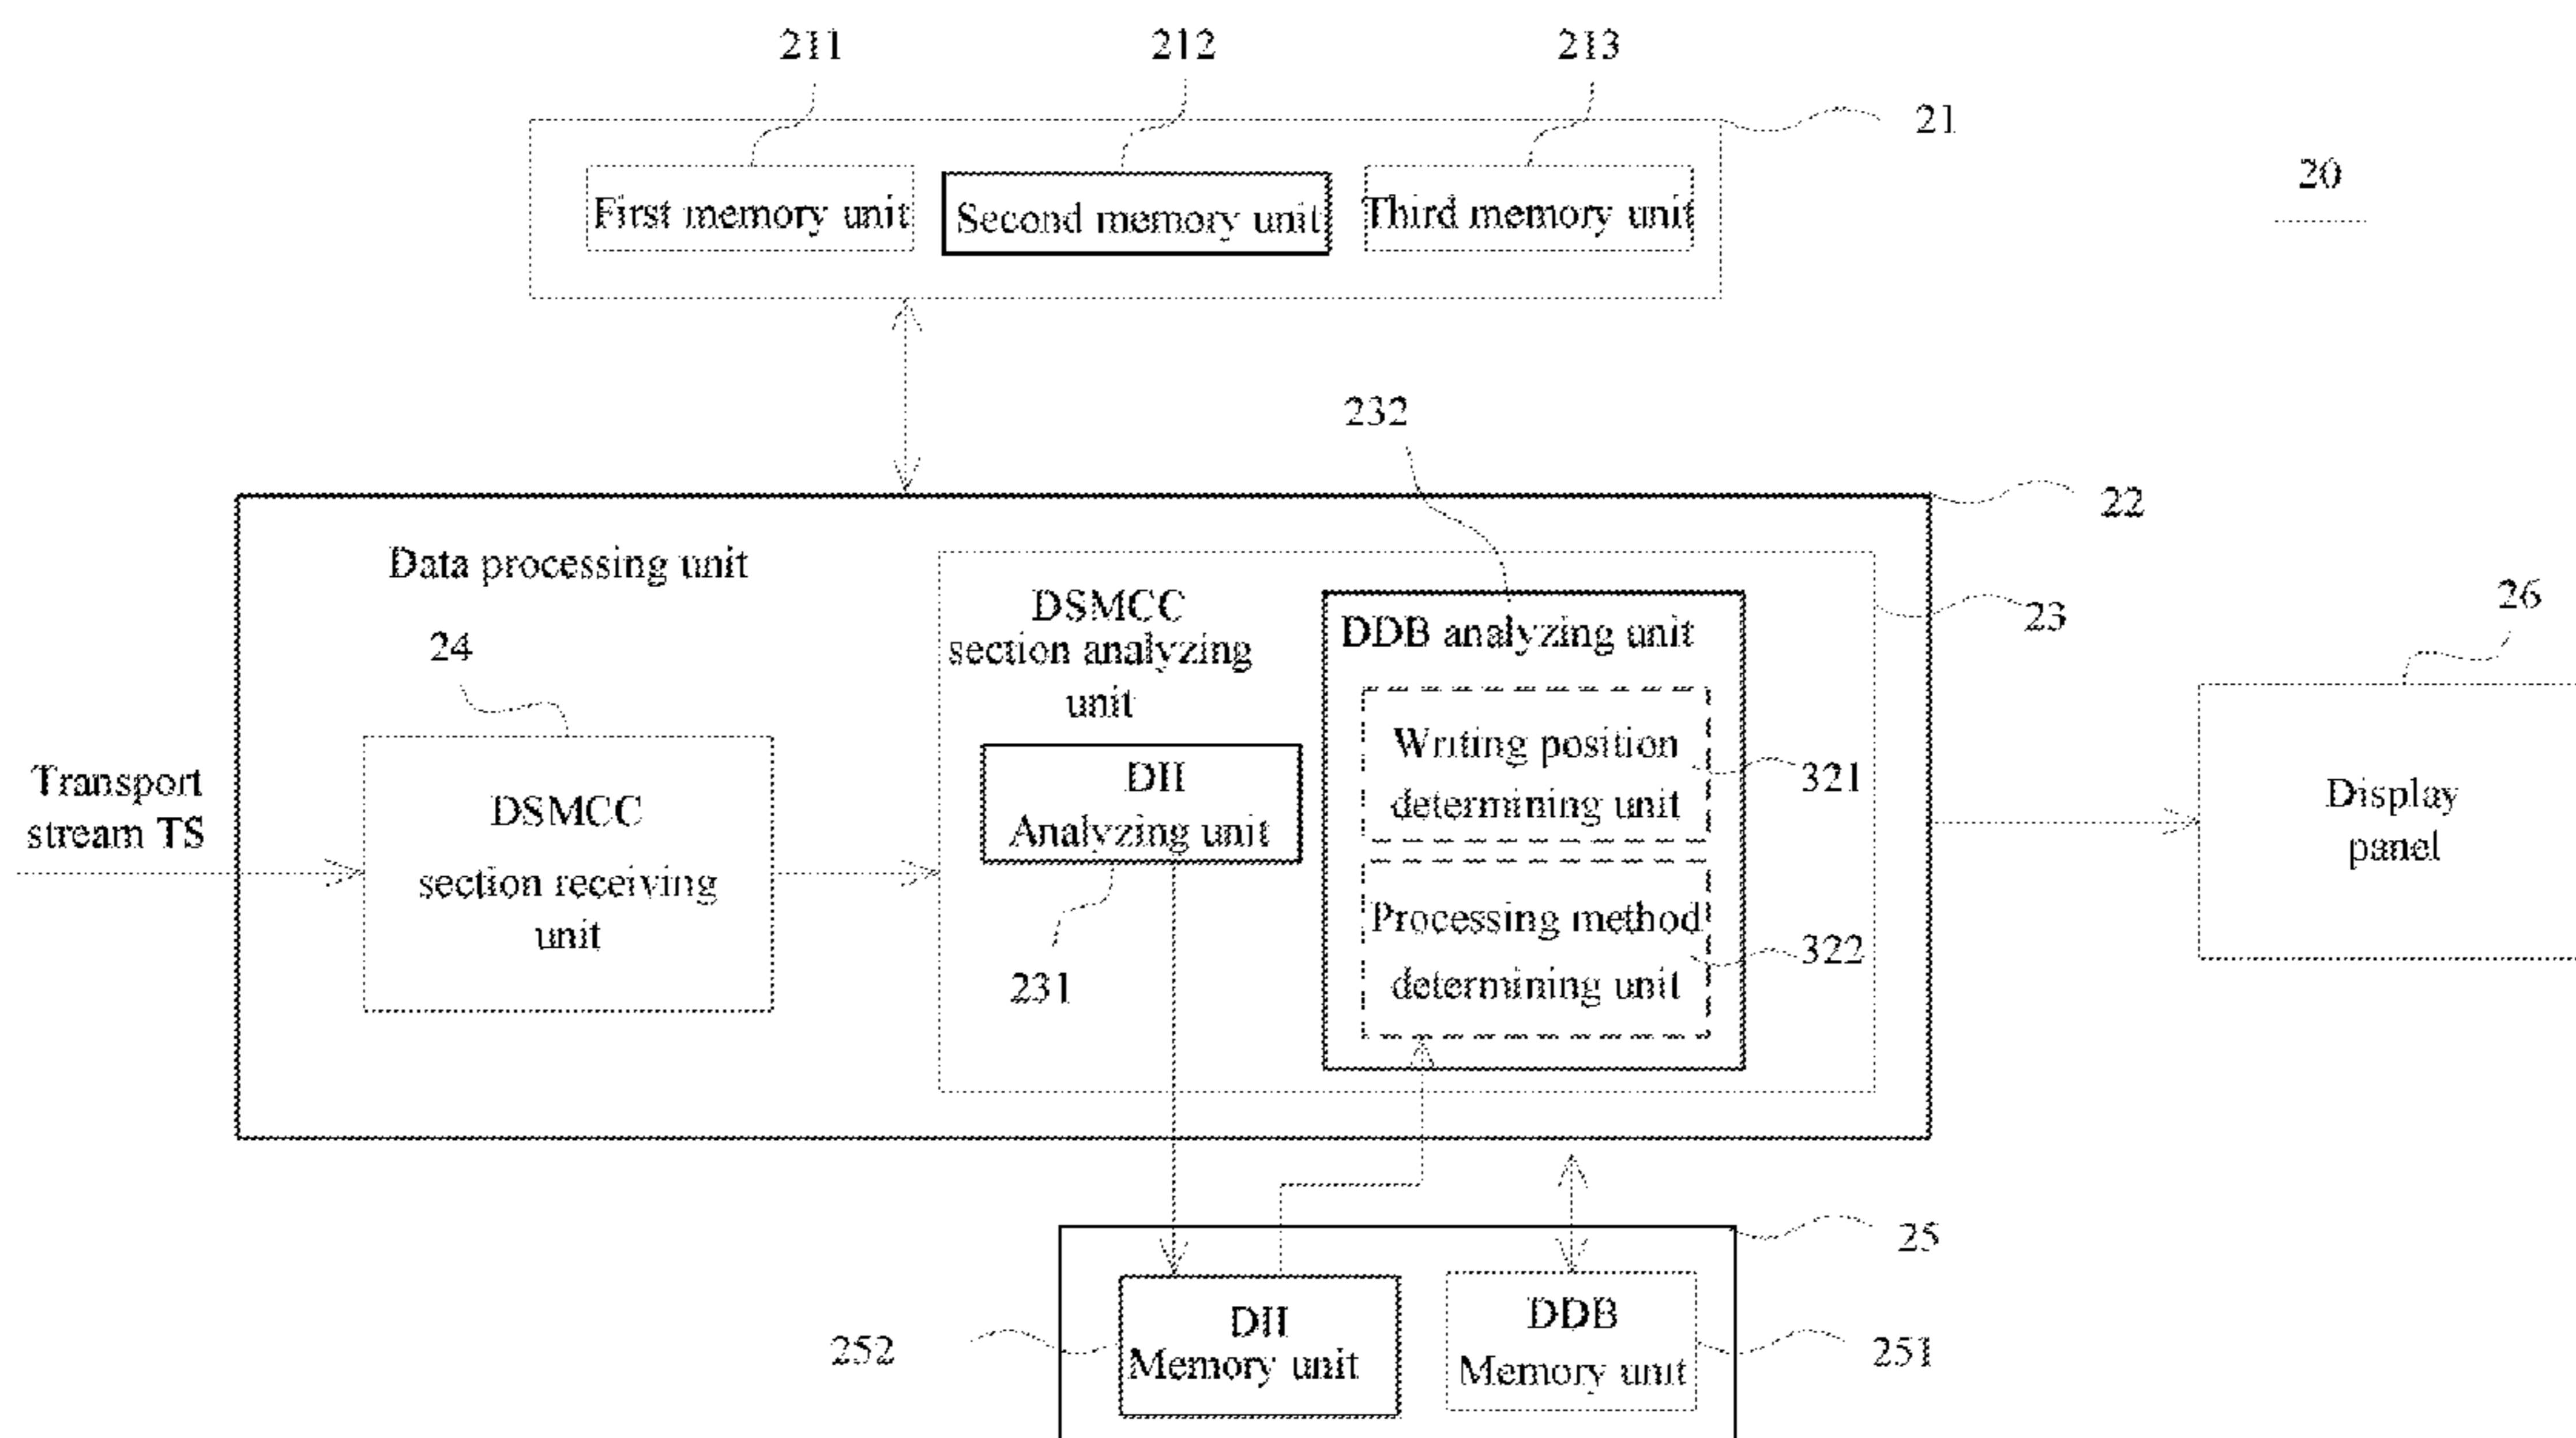 211
212
213
21
20
First memory unit
Second memory unit
Third memory unit
232
22
Data processing unit
24
DSMCC
section analyzing
unit
DDB analyzing unit
23
26
Transport
stream TS
DSMCC
section receiving
unit
DII
Analyzing unit
231
Writing position
determining unit
321
Processing method
determining unit
322
Display
panel
25
252
DII
Memory unit
DDB
Memory unit
251